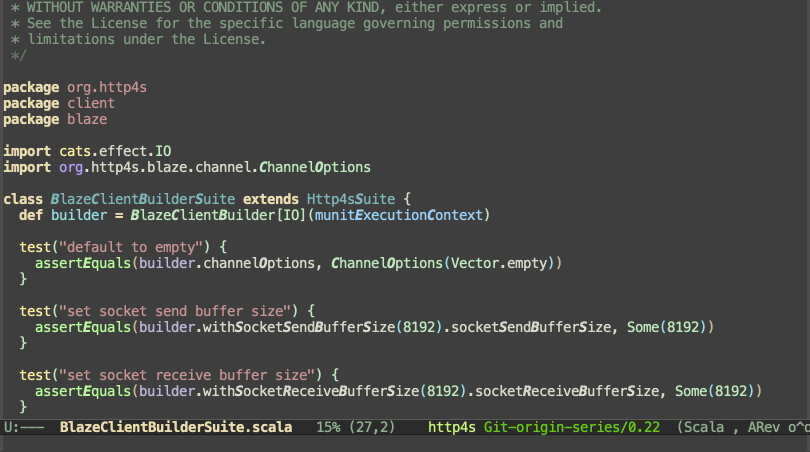 * WITHOUT WARRANTIES OR CONDITIONS OF ANY KIND, either express or implied.
 * See the License for the specific language governing permissions and
 * limitations under the License.
 */
package org.http4s
package client
package blaze
import cats.effect.IO
import org.http4s.blaze.channel.ChannelOptions
class BlazeClientBuilderSuite extends Http4sSuite {
  def builder = BlazeClientBuilder[IO](munitExecutionContext)
  test("default to empty") {
    assertEquals(builder.channelOptions, ChannelOptions(Vector.empty))
  }
  test("set socket send buffer size") {
    assertEquals(builder.withSocketSendBufferSize(8192).socketSendBufferSize, Some(8192))
  }
  test("set socket receive buffer size") {
    assertEquals(builder.withSocketReceiveBufferSize(8192).socketReceiveBufferSize, Some(8192))
  }
U:--- BlazeClientBuilderSuite.scala 15% (27,2) http4s Git-origin-series/0.22 (Scala , ARev